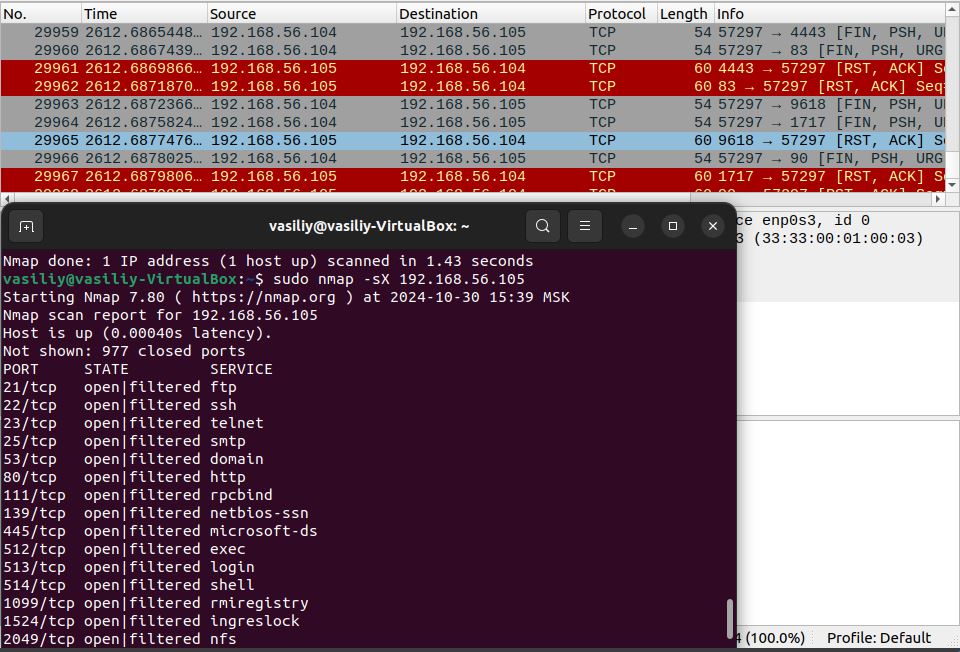 No. Time Source Destination Protocol Length Info
29959 2612.6865448… 192.168.56.104 192.168.56.105 TCP 54 57297 → 4443 [FIN, PSH, U
29960 2612.6867439… 192.168.56.104 192.168.56.105 TCP 54 57297 → 83 [FIN, PSH, URG
29961 2612.6869866… 192.168.56.105 192.168.56.104 TCP 60 4443 → 57297 [RST, ACK] S
29962 2612.6871870… 192.168.56.105 192.168.56.104 TCP 60 83 → 57297 [RST, ACK] Seq
29963 2612.6872366… 192.168.56.104 192.168.56.105 TCP 54 57297 → 9618 [FIN, PSH, U
29964 2612.6875824… 192.168.56.104 192.168.56.105 TCP 54 57297 → 1717 [FIN, PSH, U
29965 2612.6877476… 192.168.56.105 192.168.56.104 TCP 60 9618 → 57297 [RST, ACK] S
29966 2612.6878025… 192.168.56.104 192.168.56.105 TCP 54 57297 → 90 [FIN, PSH, URG
29967 2612.6879806… 192.168.56.105 192.168.56.104 TCP 60 1717 → 57297 [RST, ACK] S
vasiliy@vasiliy-VirtualBox: ~
ce enp0s3, id 0
3 (33:33:00:01:00:03)
Nmap done: 1 IP address (1 host up) scanned in 1.43 seconds
vasiliy@vasiliy-VirtualBox:~$ sudo nmap -sX 192.168.56.105
Starting Nmap 7.80 ( https://nmap.org ) at 2024-10-30 15:39 MSK
Nmap scan report for 192.168.56.105
Host is up (0.00040s latency).
Not shown: 977 closed ports
PORT STATE SERVICE
21/tcp open|filtered ftp
22/tcp open|filtered ssh
23/tcp open|filtered telnet
25/tcp open|filtered smtp
53/tcp open|filtered domain
80/tcp open|filtered http
111/tcp open|filtered rpcbind
139/tcp open|filtered netbios-ssn
445/tcp open|filtered microsoft-ds
512/tcp open|filtered exec
513/tcp open|filtered login
514/tcp open|filtered shell
1099/tcp open|filtered rmiregistry
1524/tcp open|filtered ingreslock
2049/tcp open|filtered nfs
4 (100.0%) Profile: Default